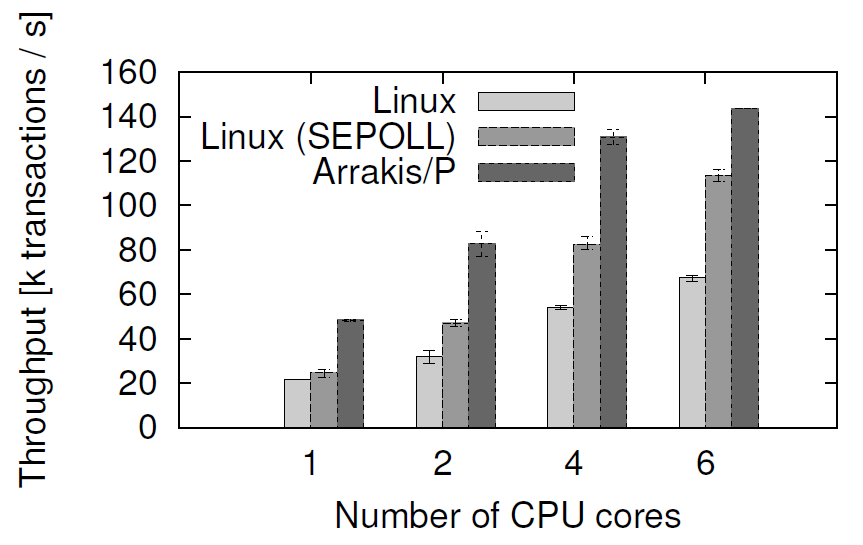 Throughput [k transactions / s]
160
140
120
100
80
60
40
20
0
Linux
Linux (SEPOLL)
Arrakis/P
1 2 4 6
Number of CPU cores